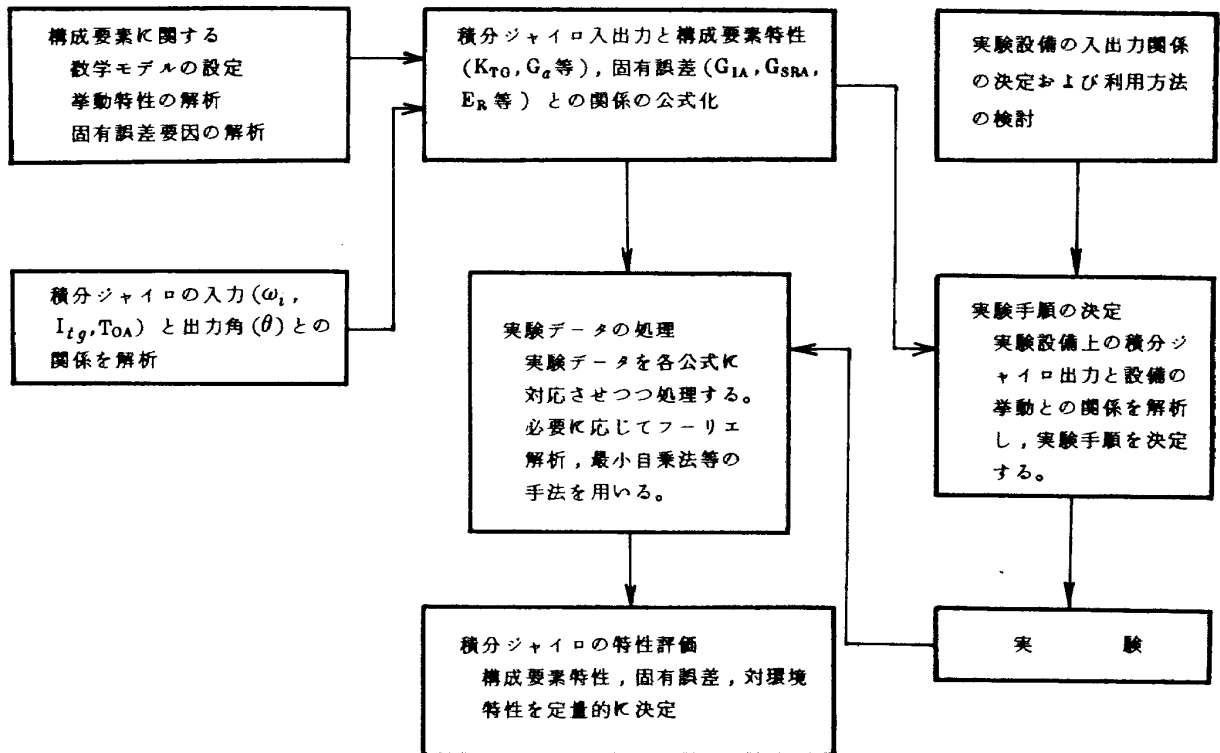 構成要素に関する
数学モデルの設定
挙動特性の解析
固有誤差要因の解析
積分ジャイロの入力(ωi,
Itg,TOA)と出力角(θ)との
関係を解析
積分ジャイロ入出力と構成要素特性
(KTG,Ga等),固有誤差(GIA,GSRA,
ER等)との関係の公式化
実験設備の入出力関係
の決定および利用方法
の検討
実験手順の決定
実験設備上の積分ジ
ャイロ出力と設備の
挙動との関係を解析
し,実験手順を決定
する。
実験
実験データの処理
実験データを各公式に
対応させつつ処理する。
必要に応じてフーリエ
解析,最小自乗法等の
手法を用いる。
積分ジャイロの特性評価
構成要素特性,固有誤差,対環境
特性を定量的に決定